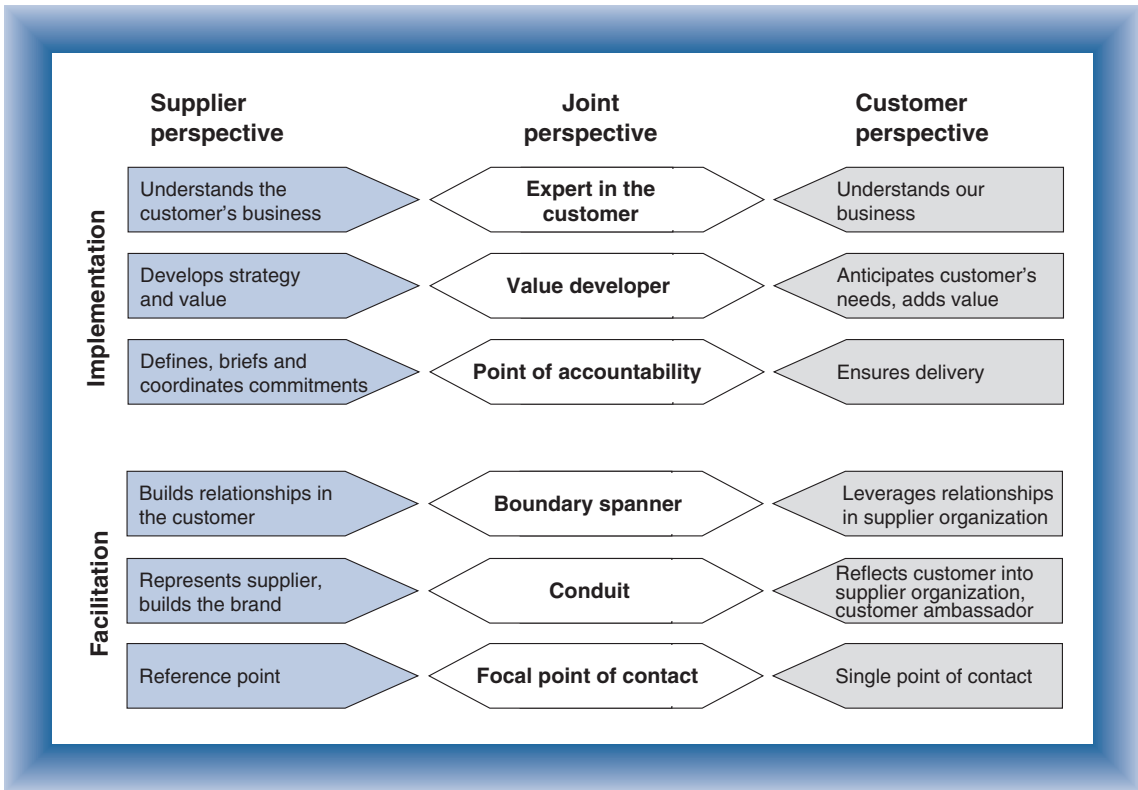 Supplier
perspective
Joint
perspective
Customer
perspective
Implementation
Understands the
customer’s business
Expert in the
customer
Understands our
business
Develops strategy
and value
Value developer
Anticipates customer’s
needs, adds value
Defines, briefs and
coordinates commitments
Point of accountability
Ensures delivery
Facilitation
Builds relationships in
the customer
Boundary spanner
Leverages relationships
in supplier organization
Represents supplier,
builds the brand
Conduit
Reflects customer into
supplier organization,
customer ambassador
Reference point
Focal point of contact
Single point of contact